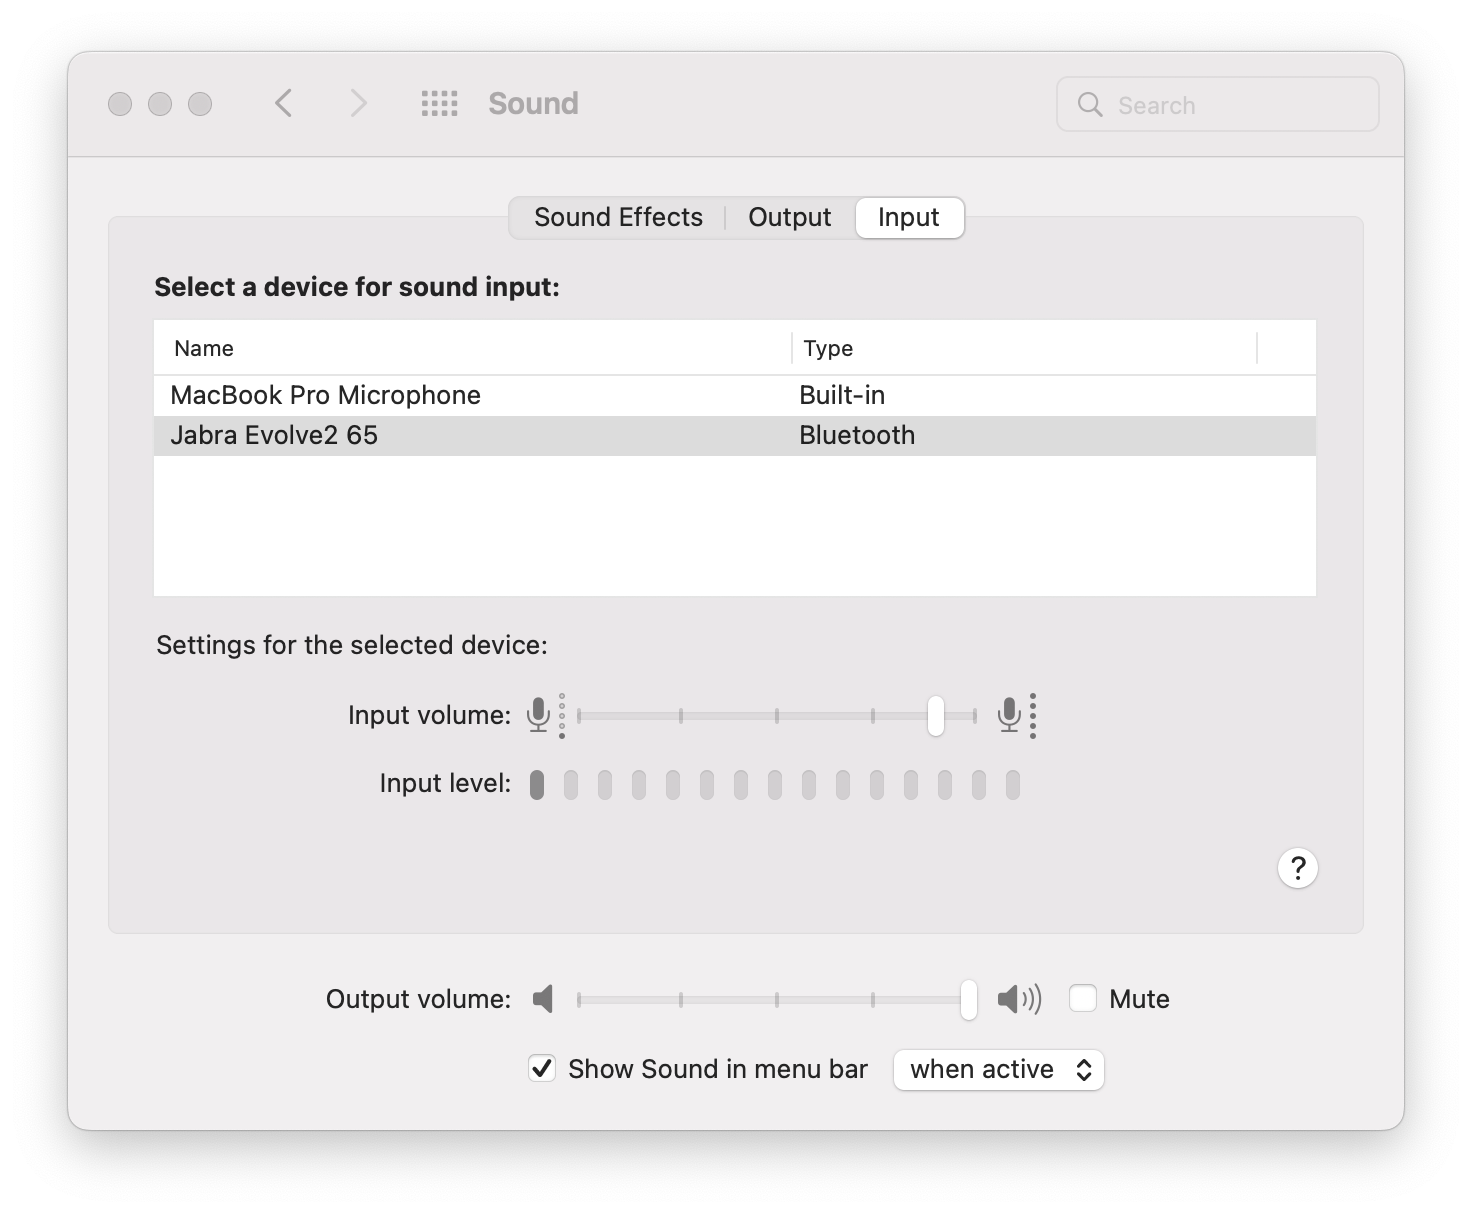 Sound
Search
Sound Effects Output Input
Select a device for sound input:
Name Type
MacBook Pro Microphone Built-in
Jabra Evolve2 65 Bluetooth
Settings for the selected device:
Input volume:
Input level:
?
Output volume: Mute
Show Sound in menu bar when active